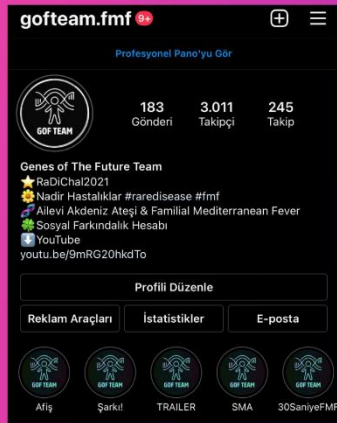 gofteam.fmf 9+
Profesyonel Pano'yu Gör
GOF TEAM
183 3.011 245
Gönderi Takipçi Takip
Genes of The Future Team
⭐RaDiChal2021
🌼Nadir Hastalıklar #raredisease #fmf
🧬Ailevi Akdeniz Ateşi & Familial Mediterranean Fever
🍀Sosyal Farkındalık Hesabı
⬇️YouTube
youtu.be/9mRG20hkdTo
Profili Düzenle
Reklam Araçları İstatistikler E-posta
GOF TEAM GOF TEAM GOF TEAM GOF TEAM GOF TEAM
Afiş Şarkı! TRAILER SMA 30SaniyeFMF